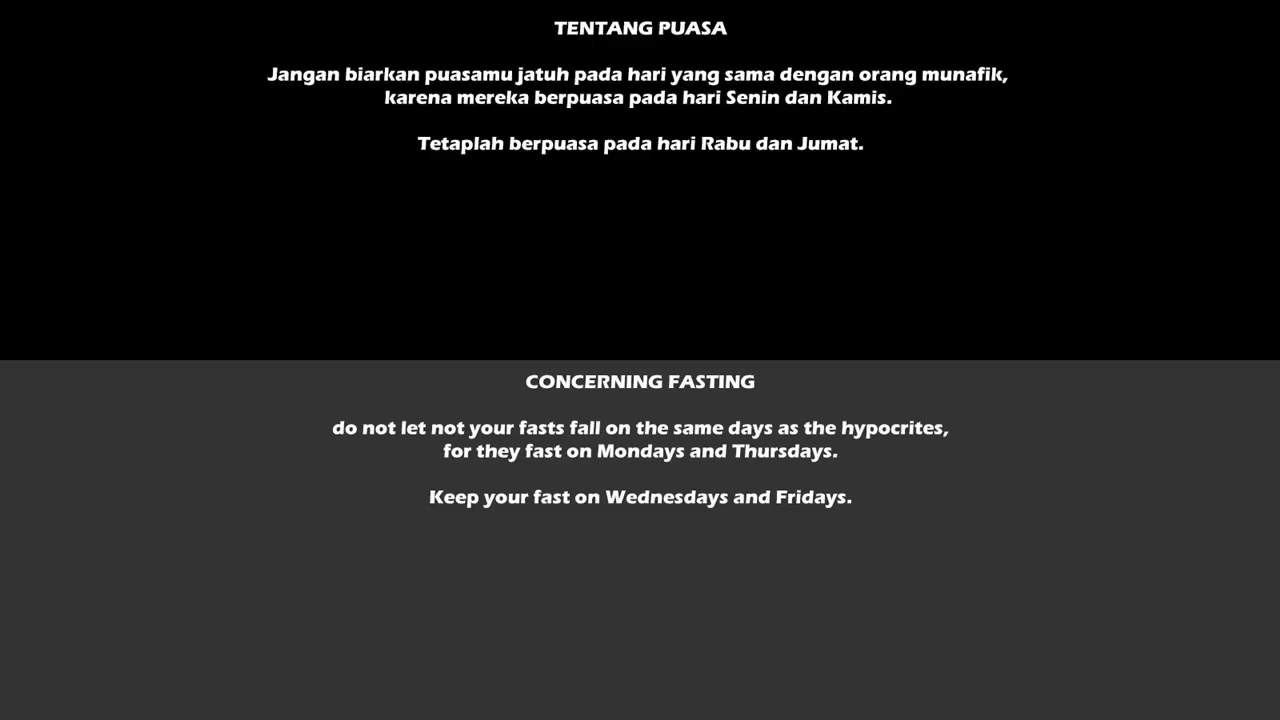 TENTANG PUASA
Jangan biarkan puasamu jatuh pada hari yang sama dengan orang munafik,
karena mereka berpuasa pada hari Senin dan Kamis.
Tetaplah berpuasa pada hari Rabu dan Jumat.
CONCERNING FASTING
do not let not your fasts fall on the same days as the hypocrites,
for they fast on Mondays and Thursdays.
Keep your fast on Wednesdays and Fridays.